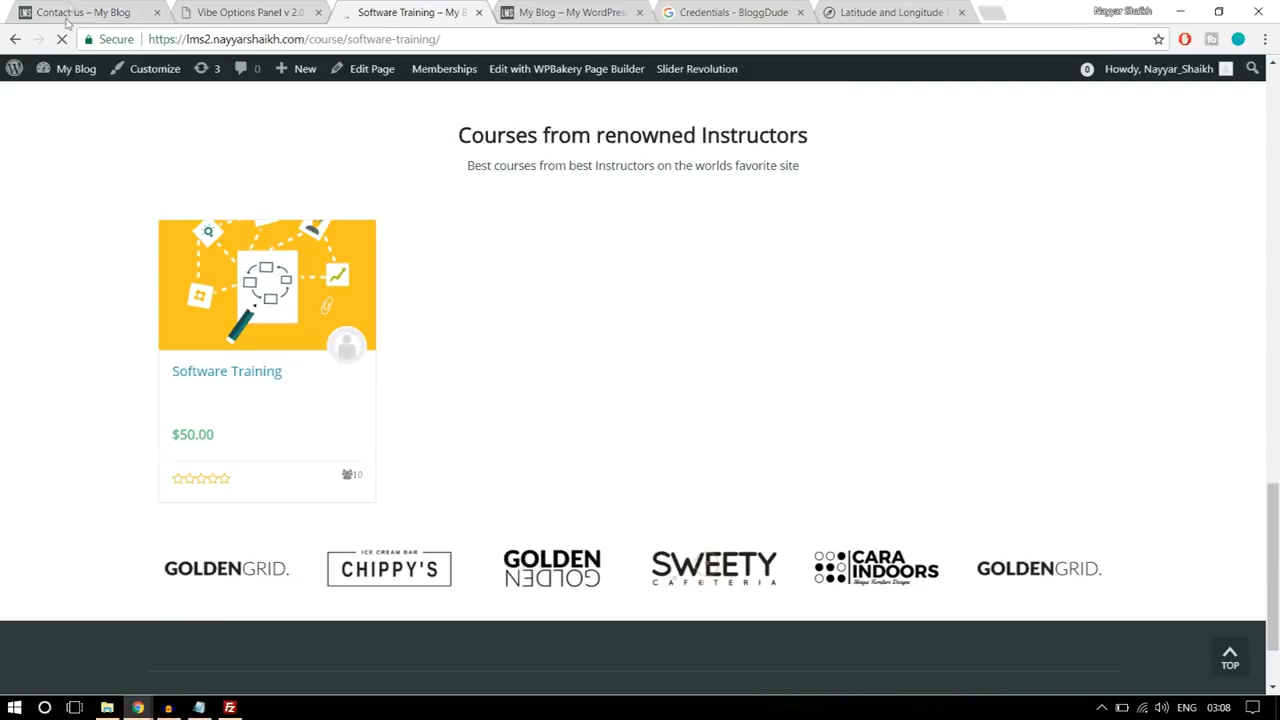 Contact us – My Blog
Vibe Options Panel v 2.0
Software Training – My B
My Blog – My WordPress
Credentials - BloggDude
Latitude and Longitude
Nayyar Shaikh
Secure
https://lms2.nayyarshaikh.com/course/software-training/
My Blog
Customize
3
0
New
Edit Page
Memberships
Edit with WPBakery Page Builder
Slider Revolution
0
Howdy, Nayyar_Shaikh
Courses from renowned Instructors
Best courses from best Instructors on the worlds favorite site
Software Training
$50.00
10
GOLDENGRID.
ICE CREAM BAR
CHIPPY'S
GOLDEN
GOLDEN
SWEETY
CAFETERIA
CARA
INDOORS
Unique Furniture Designs
GOLDENGRID.
TOP
ENG
03:08